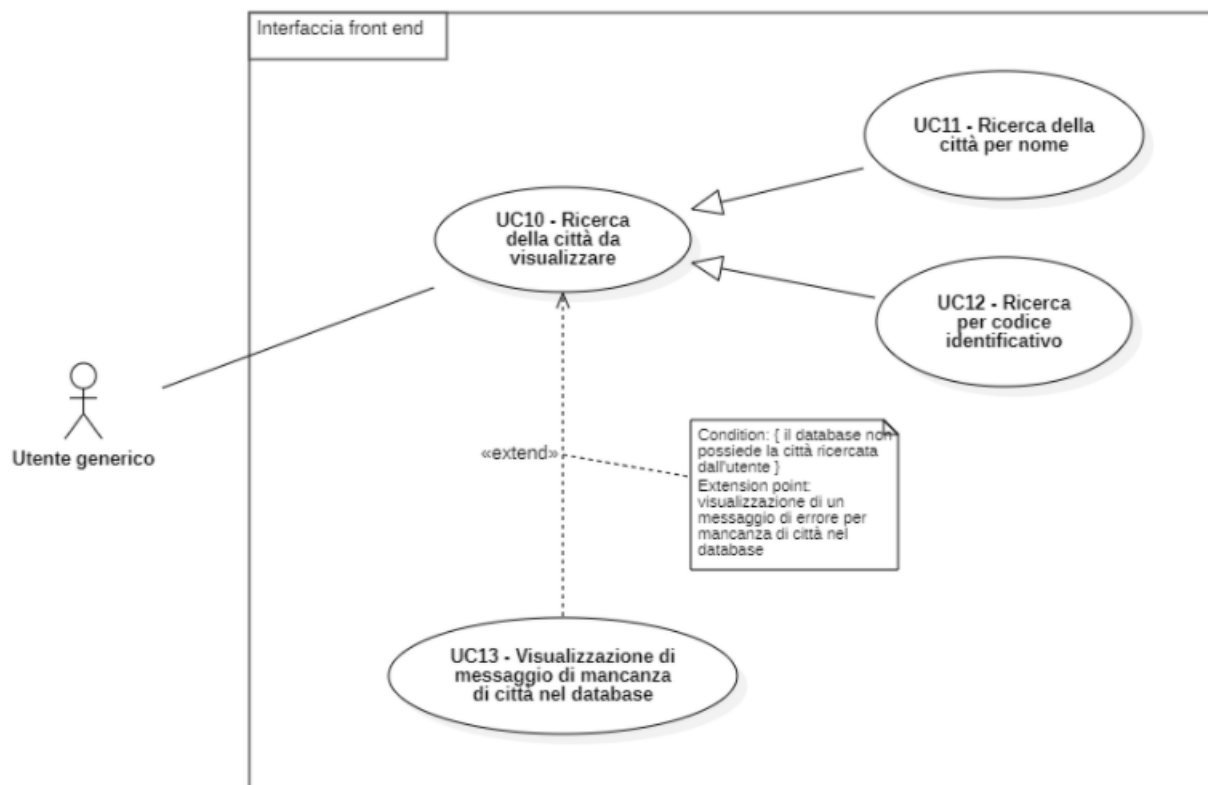 Interfaccia front end
UC11 - Ricerca della
città per nome
UC10 - Ricerca
della città da
visualizzare
UC12 - Ricerca
per codice
identificativo
Utente generico
«extend»
Condition: { il database non
possiede la città ricercata
dall'utente }
Extension point:
visualizzazione di un
messaggio di errore per
mancanza di città nel
database
UC13 - Visualizzazione di
messaggio di mancanza
di città nel database